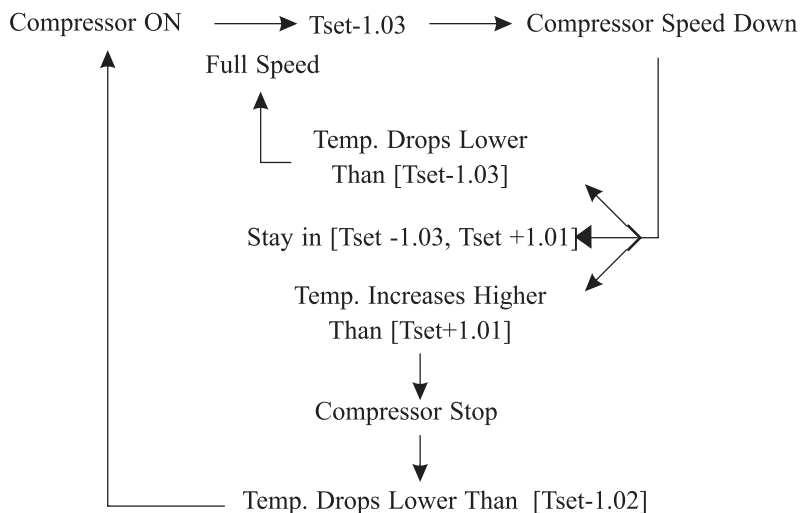 Compressor ON
Tset-1.03
Compressor Speed Down
Full Speed
Temp. Drops Lower
Than [Tset-1.03]
Stay in [Tset -1.03, Tset +1.01]
Temp. Increases Higher
Than [Tset+1.01]
Compressor Stop
Temp. Drops Lower Than [Tset-1.02]